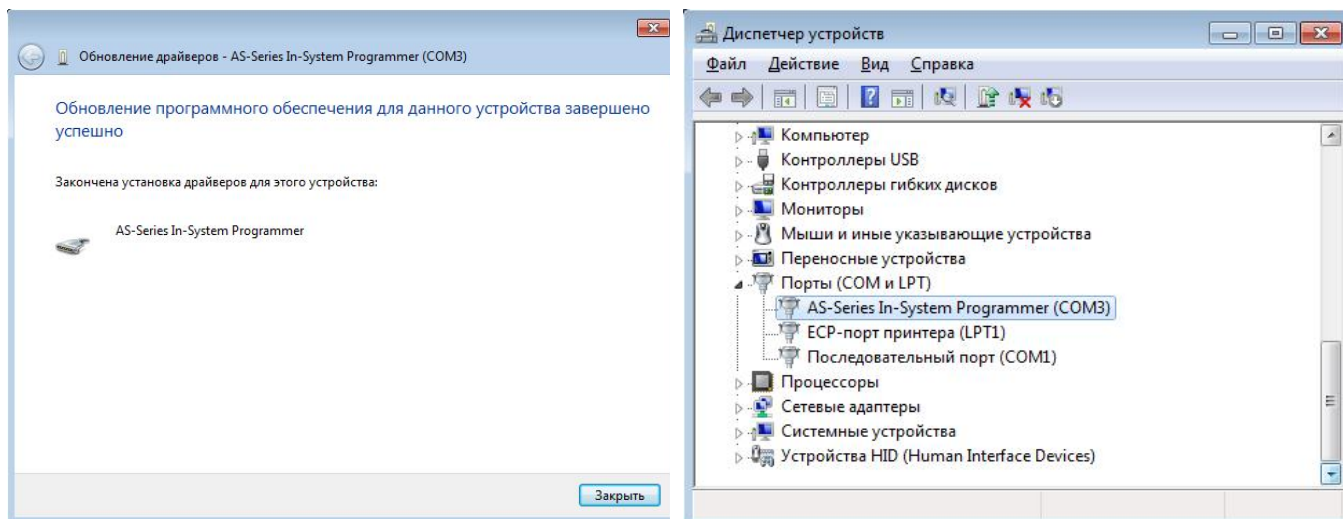 Обновление драйверов - AS-Series In-System Programmer (COM3)
Обновление программного обеспечения для данного устройства завершено
успешно
Закончена установка драйверов для этого устройства:
AS-Series In-System Programmer
Закрыть
Диспетчер устройств
Файл Действие Вид Справка
Компьютер
Контроллеры USB
Контроллеры гибких дисков
Мониторы
Мыши и иные указывающие устройства
Переносные устройства
Порты (COM и LPT)
AS-Series In-System Programmer (COM3)
ECP-порт принтера (LPT1)
Последовательный порт (COM1)
Процессоры
Сетевые адаптеры
Системные устройства
Устройства HID (Human Interface Devices)